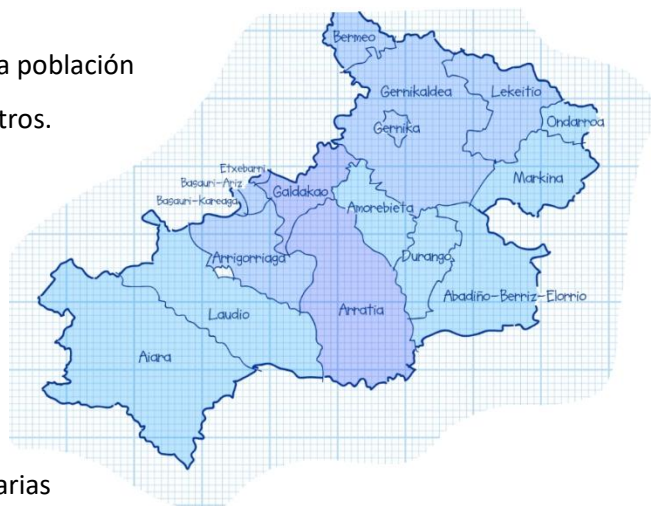 Bermeo
a población
Gernikaldea
Lekeitio
tros.
Gernika
Ondarroa
Etxebarri
Markina
Basauri-Ariz
Galdakao
Basauri-Kareaga
Amorebieta
Arrigorriaga
Durango
Abadiño-Berriz-Elorrio
Laudio
Arratia
Aiara
arias